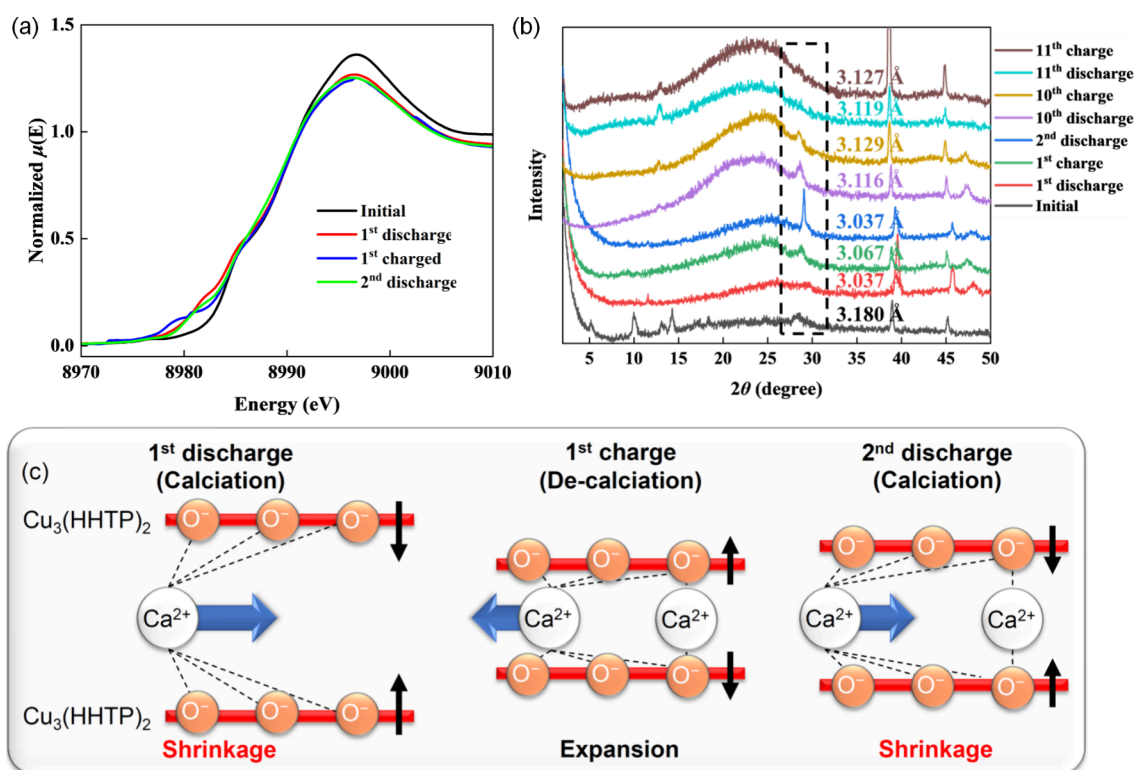 (a)
1.5
1.0
0.5
0.0
Normalized μ(E)
Initial
1st discharge
1st charged
2nd discharge
8970 8980 8990 9000 9010
Energy (eV)
(b)
Intensity
3.127 Å
3.119 Å
3.129 Å
3.116 Å
3.037 Å
3.067 Å
3.037 Å
3.180 Å
11th charge
11th discharge
10th charge
10th discharge
2nd discharge
1st charge
1st discharge
Initial
5 10 15 20 25 30 35 40 45 50
2θ (degree)
(c)
1st discharge
(Calciation)
Cu3(HHTP)2
O⁻ O⁻ O⁻
Ca2+
Cu3(HHTP)2
O⁻ O⁻ O⁻
Shrinkage
1st charge
(De-calciation)
O⁻ O⁻ O⁻
Ca2+ Ca2+
O⁻ O⁻ O⁻
Expansion
2nd discharge
(Calciation)
O⁻ O⁻ O⁻
Ca2+ Ca2+
O⁻ O⁻ O⁻
Shrinkage